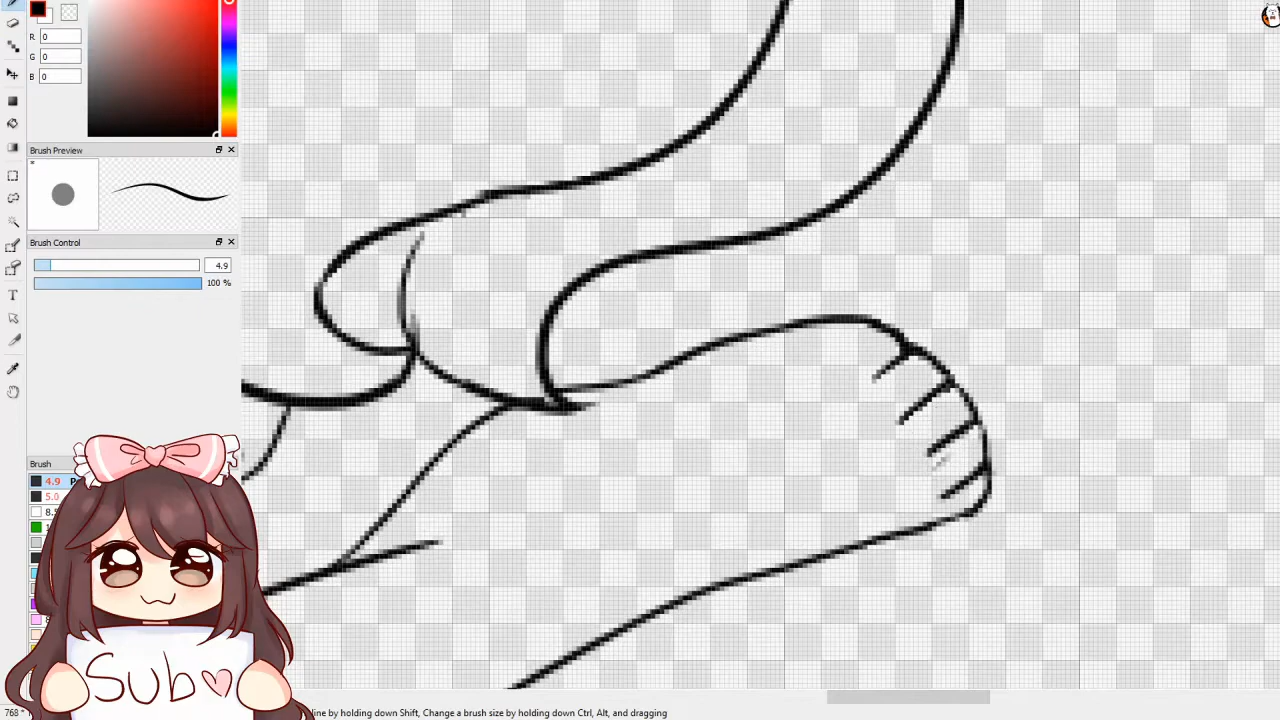 R 0
G 0
B 0
Brush Preview
*
Brush Control
4.9
100 %
Brush
4.9
5.0
Sub
768 *
line by holding down Shift, Change a brush size by holding down Ctrl, Alt, and dragging